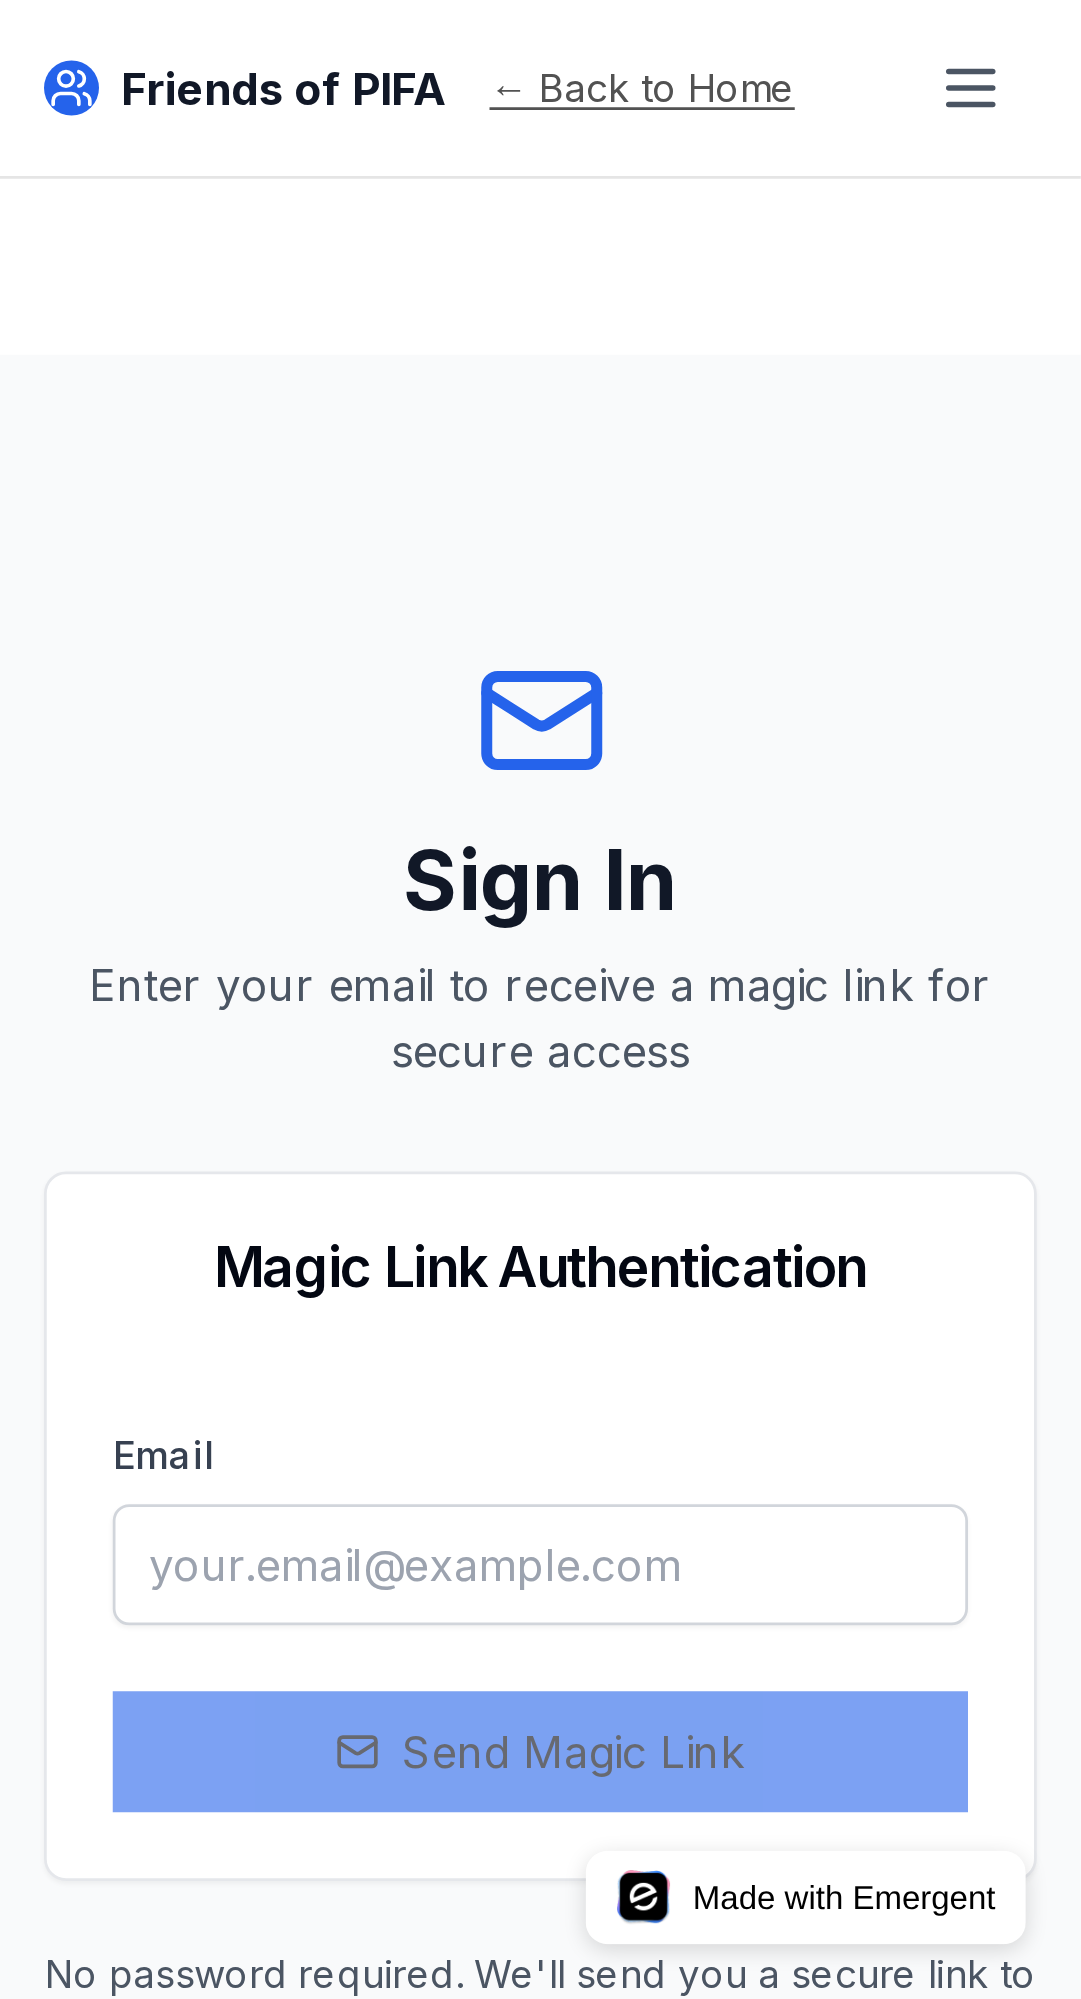 Friends of PIFA
← Back to Home
Sign In
Enter your email to receive a magic link for
secure access
Magic Link Authentication
Email
your.email@example.com
Send Magic Link
Made with Emergent
No password required. We'll send you a secure link to